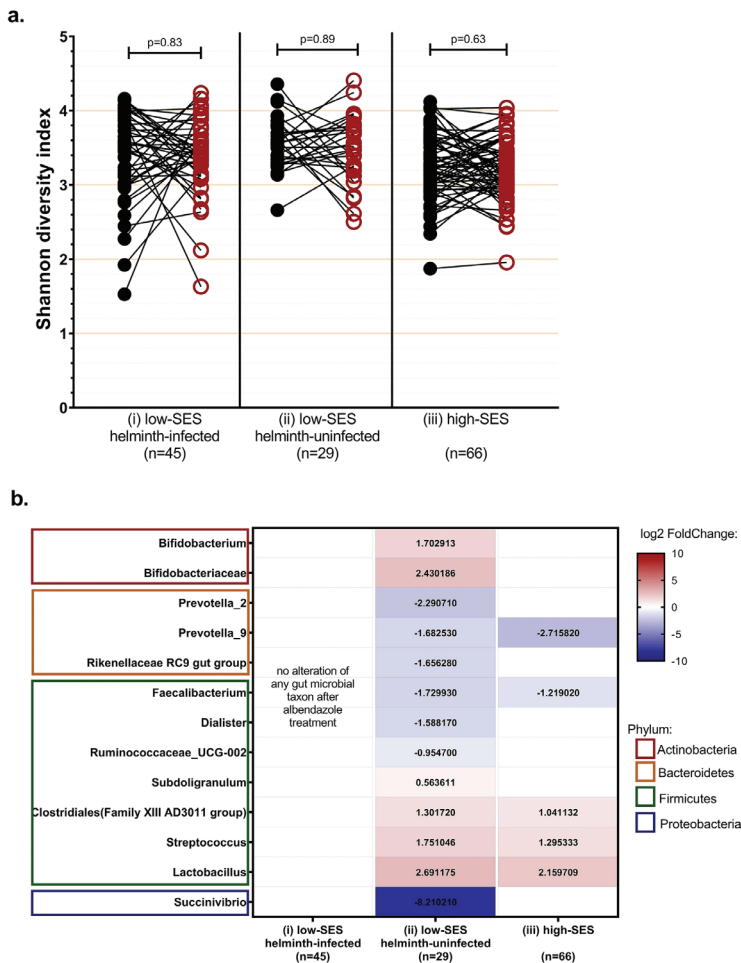 a.
p=0.83
p=0.89
p=0.63
Shannon diversity index
5
4
3
2
1
0
(i) low-SES
helminth-infected
(n=45)
(ii) low-SES
helminth-uninfected
(n=29)
(iii) high-SES
(n=66)
b.
Bifidobacterium
1.702913
Bifidobacteriaceae
2.430186
Prevotella_2
-2.290710
Prevotella_9
-1.682530
-2.715820
Rikenellaceae RC9 gut group
-1.656280
Faecalibacterium
-1.729930
-1.219020
Dialister
-1.588170
Ruminococcaceae_UCG-002
-0.954700
Subdoligranulum
0.563611
Clostridiales(Family XIII AD3011 group)
1.301720
1.041132
Streptococcus
1.751046
1.295333
Lactobacillus
2.691175
2.159709
Succinivibrio
-8.210210
no alteration of
any gut microbial
taxon after
albendazole
treatment
(i) low-SES
helminth-infected
(n=45)
(ii) low-SES
helminth-uninfected
(n=29)
(iii) high-SES
(n=66)
log2 FoldChange:
10
5
0
-5
-10
Phylum:
Actinobacteria
Bacteroidetes
Firmicutes
Proteobacteria